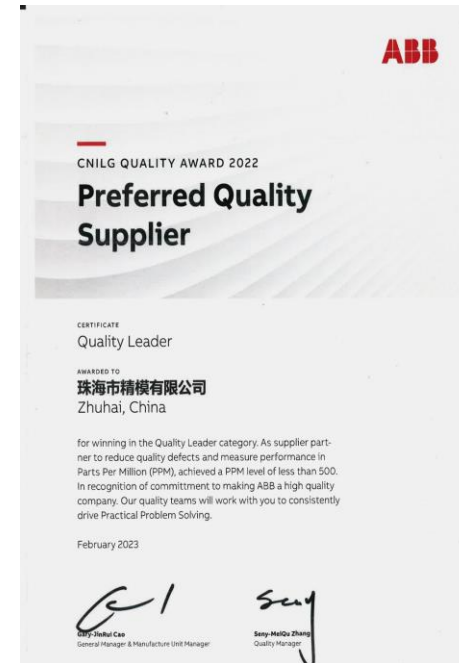 ABB
CNILG QUALITY AWARD 2022
Preferred Quality
Supplier
CERTIFICATE
Quality Leader
AWARDED TO
珠海市精模有限公司
Zhuhai, China
for winning in the Quality Leader category. As supplier part-
ner to reduce quality defects and measure performance in
Parts Per Million (PPM), achieved a PPM level of less than 500.
In recognition of committment to making ABB a high quality
company. Our quality teams will work with you to consistently
drive Practical Problem Solving.
February 2023
Gary-JinRui Cao
General Manager & Manufacture Unit Manager
Seny-MeiQu Zhang
Quality Manager